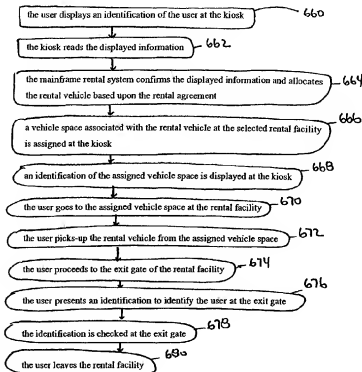 the user displays an identification of the user at the kiosk
660
the kiosk reads the displayed information
662
the mainframe rental system confirms the displayed information and allocates
the rental vehicle based upon the rental agreement
664
a vehicle space associated with the rental vehicle at the selected rental facility
is assigned at the kiosk
666
an identification of the assigned vehicle space is displayed at the kiosk
668
the user goes to the assigned vehicle space at the rental facility
670
the user picks-up the rental vehicle from the assigned vehicle space
672
the user proceeds to the exit gate of the rental facility
674
the user presents an identification to identify the user at the exit gate
676
the identification is checked at the exit gate
678
the user leaves the rental facility
680